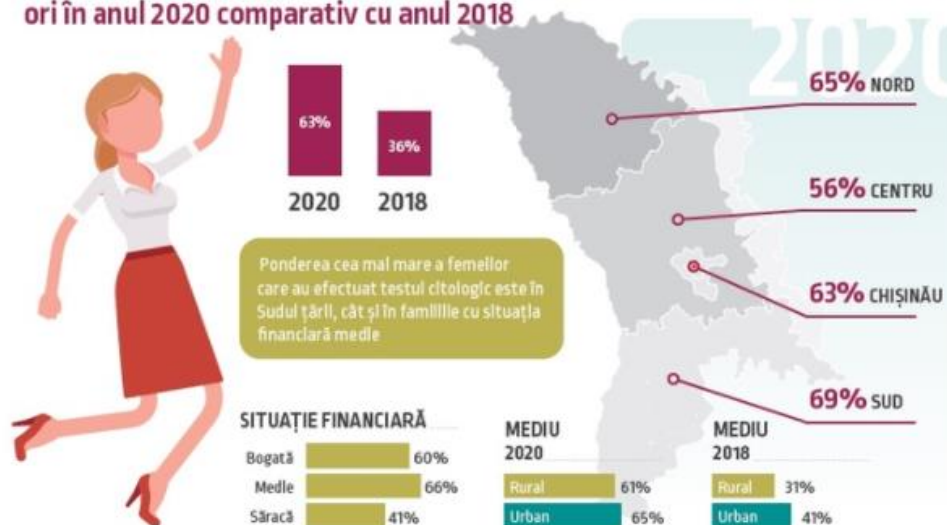 ori în anul 2020 comparativ cu anul 2018
2020
63%
36%
2020
2018
65% NORD
56% CENTRU
63% CHIȘINĂU
69% SUD
Ponderea cea mai mare a femeilor
care au efectuat testul citologic este în
Sudul țării, cât și în familiile cu situația
financiară medie
SITUAȚIE FINANCIARĂ
Bogată 60%
Medie 66%
Săracă 41%
MEDIU
2020
Rural 61%
Urban 65%
MEDIU
2018
Rural 31%
Urban 41%